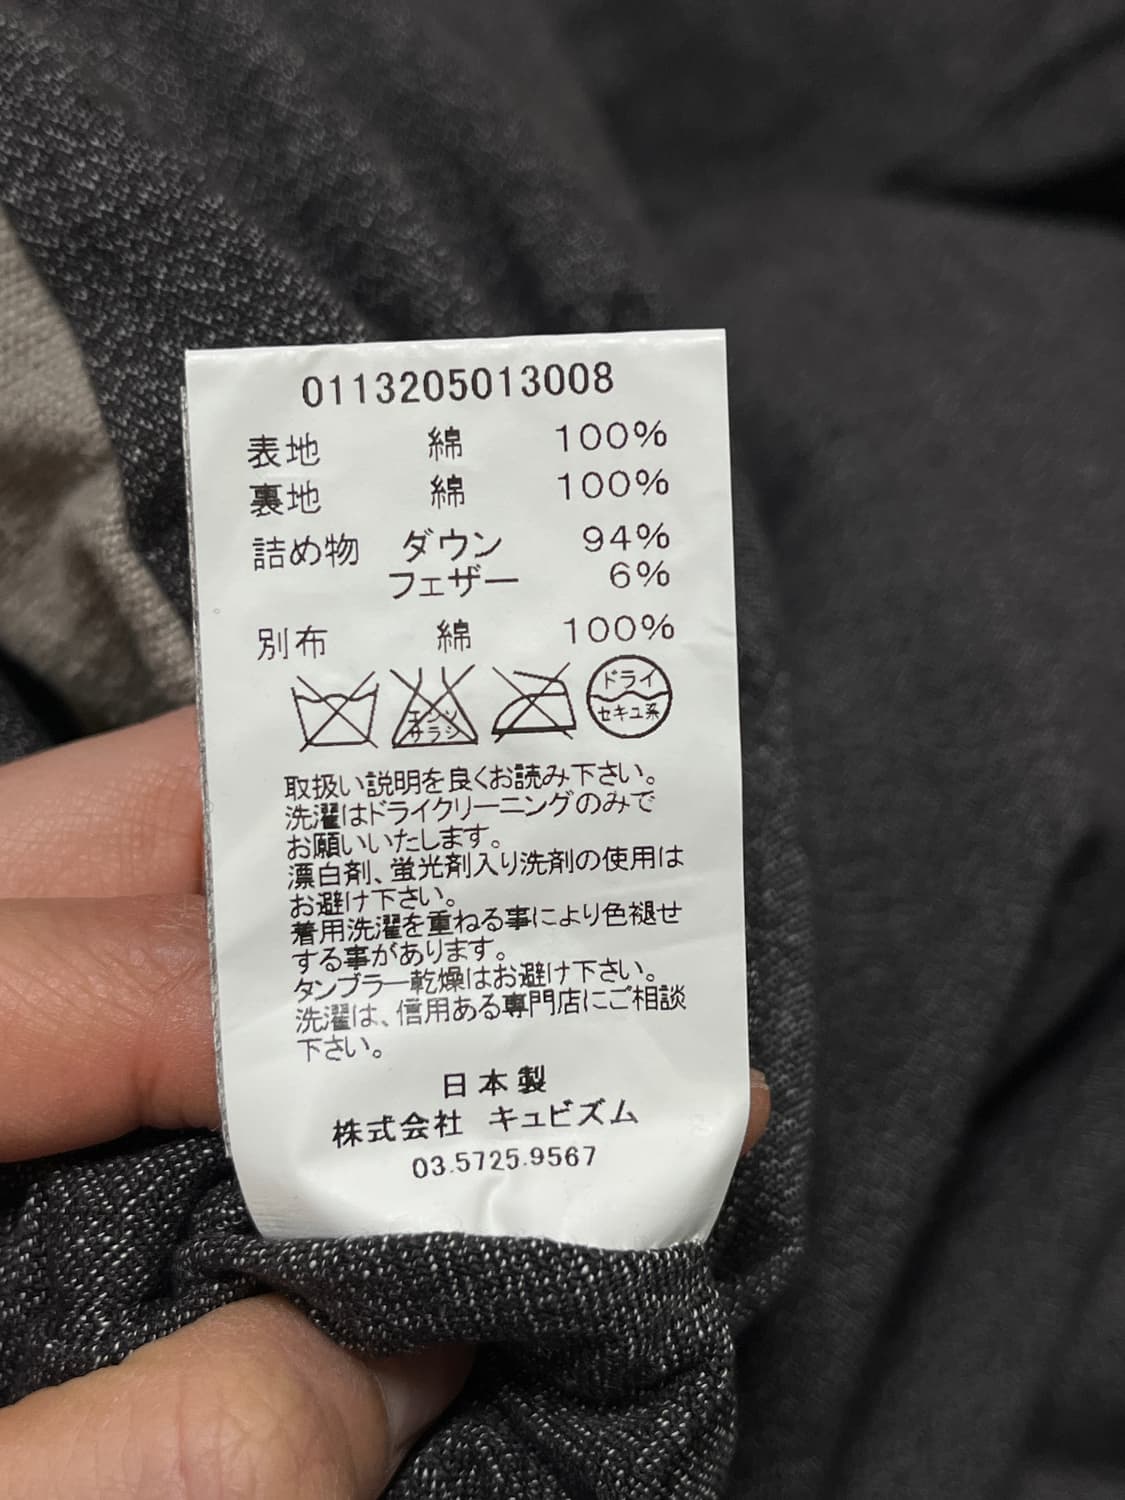 0113205013008
表地 綿 100%
裏地 綿 100%
詰め物 ダウン 94%
フェザー 6%
別布 綿 100%
エンソサラシ ドライ セキユ系
取扱い説明を良くお読み下さい。
洗濯はドライクリーニングのみで
お願いいたします。
漂白剤、蛍光剤入り洗剤の使用は
お避け下さい。
着用洗濯を重ねる事により色褪せ
する事があります。
タンブラー乾燥はお避け下さい。
洗濯は、信用ある専門店にご相談
下さい。
日本製
株式会社 キュビズム
03.5725.9567